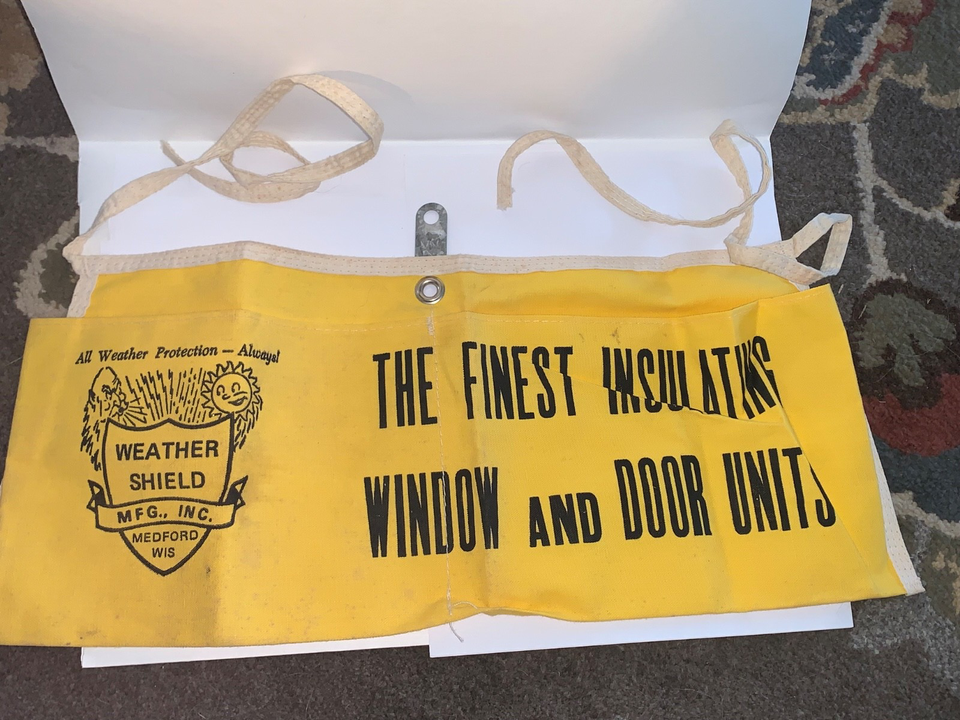 All Weather Protection — Always!
WEATHER
SHIELD
MFG., INC.
MEDFORD
WIS
THE FINEST INSULATING
WINDOW AND DOOR UNITS